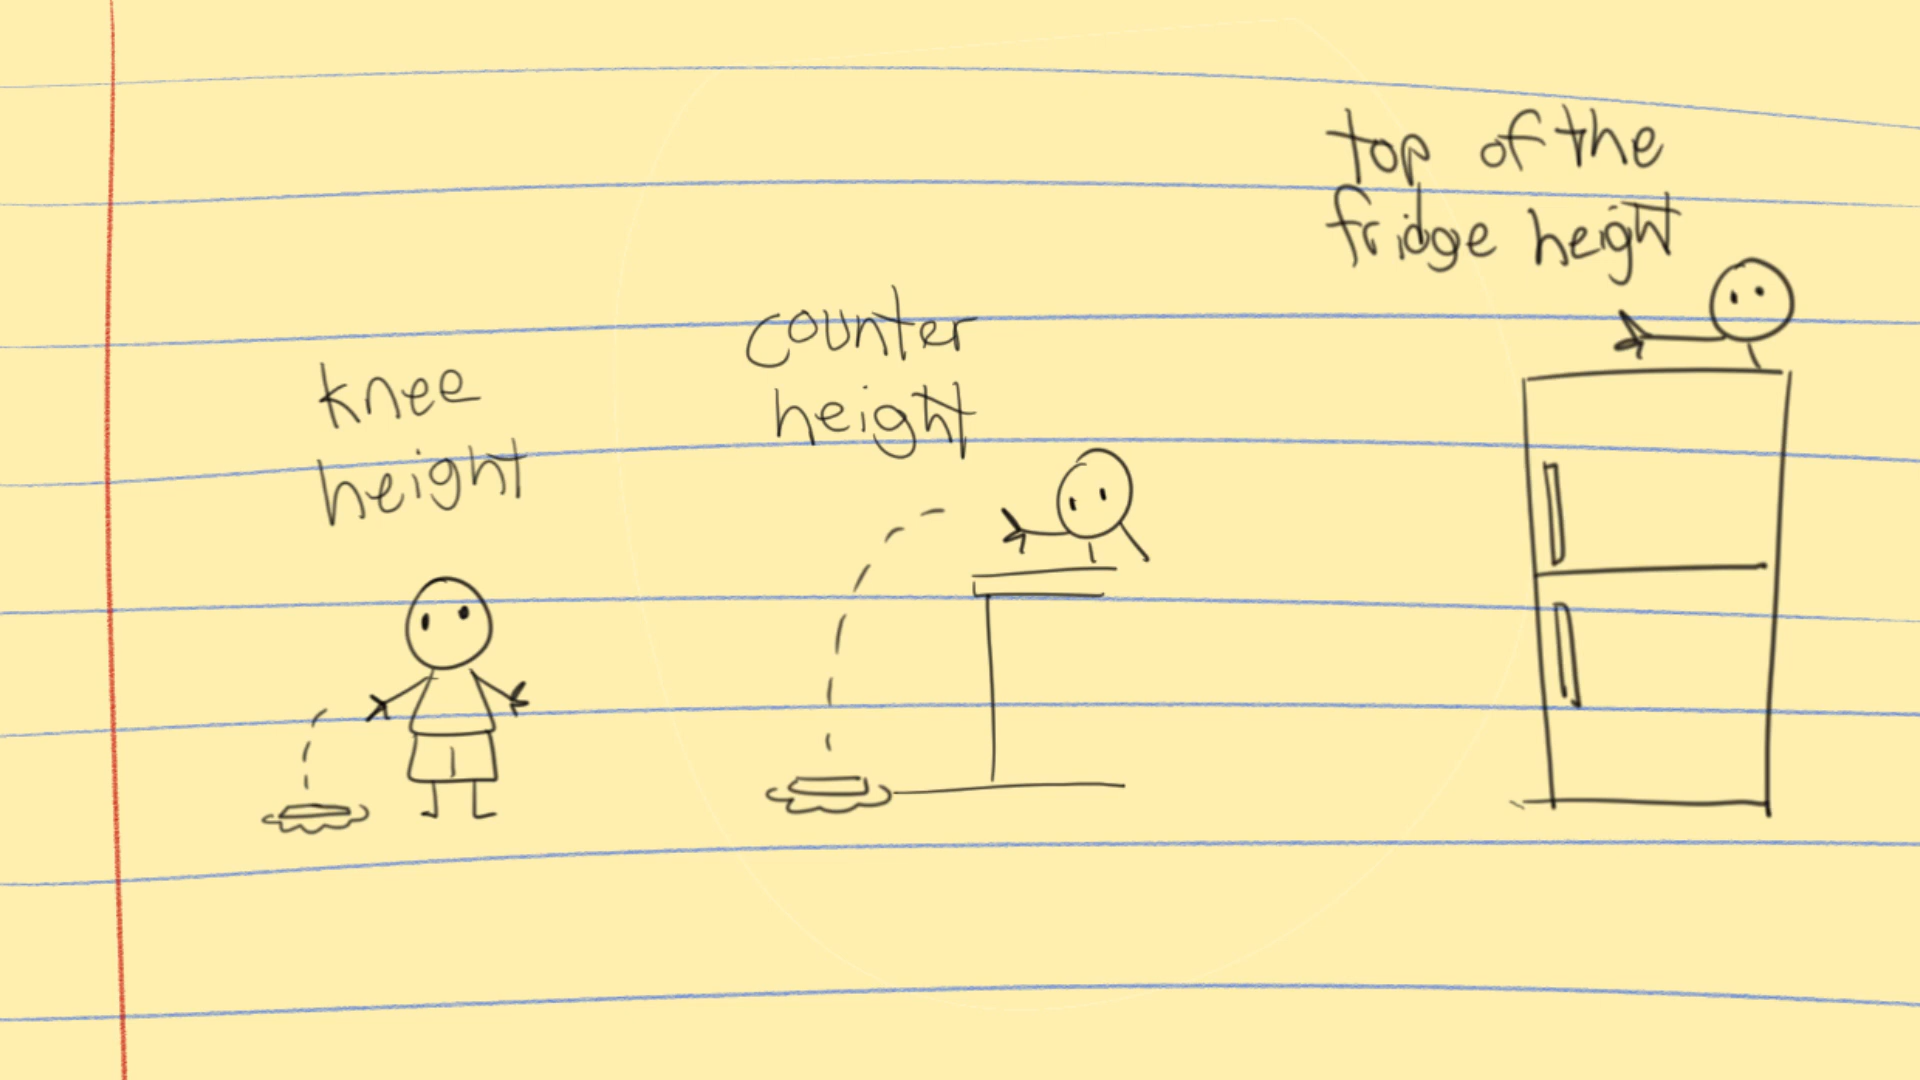 knee
height
counter
height
top of the
fridge height